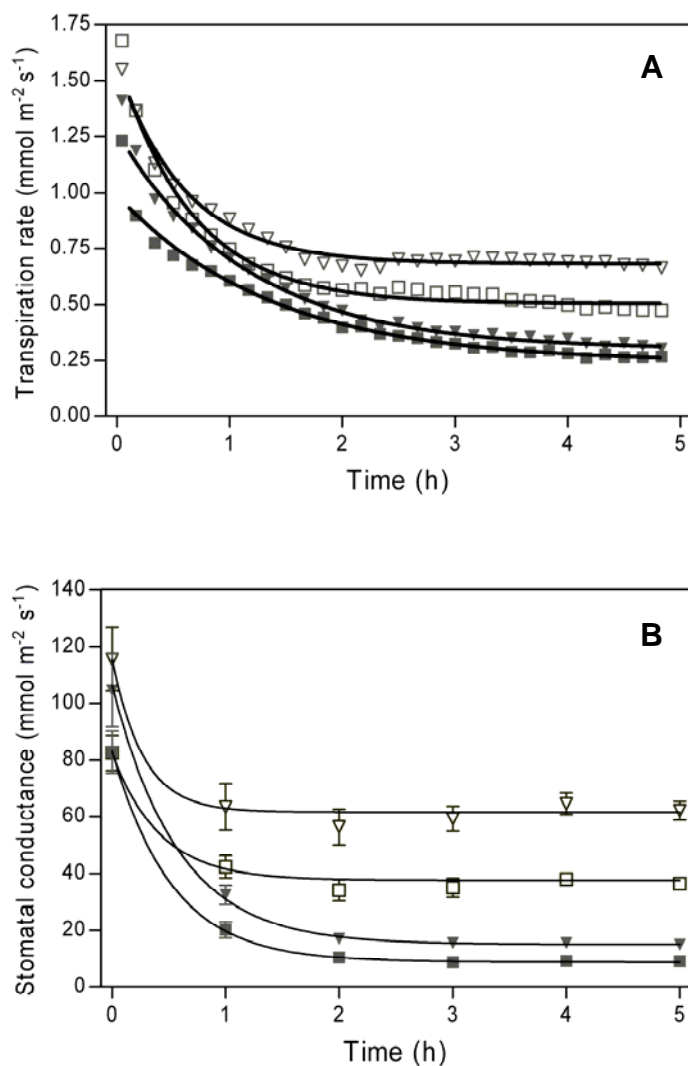 A
Transpiration rate (mmol m⁻² s⁻¹)
1.75
1.50
1.25
1.00
0.75
0.50
0.25
0.00
0 1 2 3 4 5
Time (h)
B
Stomatal conductance (mmol m⁻² s⁻¹)
140
120
100
80
60
40
20
0
0 1 2 3 4 5
Time (h)